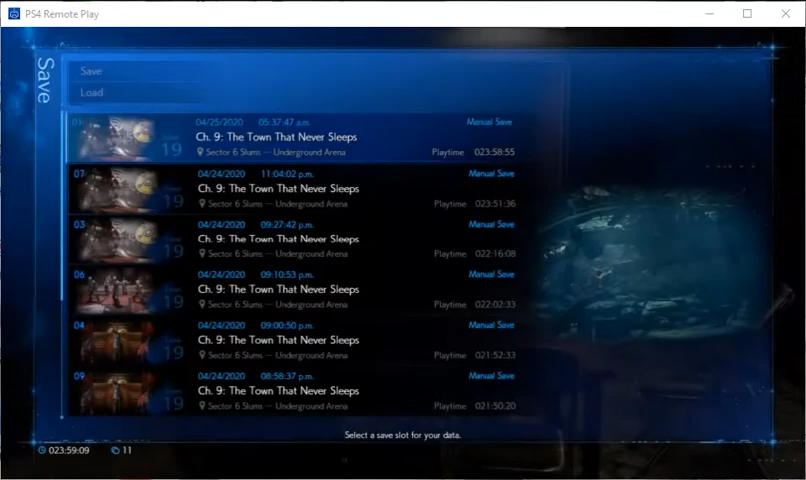 PS4 Remote Play
Save
Save
Load
04/25/2020 05:37:47 a.m. Manual Save
Ch. 9: The Town That Never Sleeps
19
Sector 6 Slums — Underground Arena Playtime 023:58:55
07 04/24/2020 11:04:02 p.m. Manual Save
Ch. 9: The Town That Never Sleeps
19
Sector 6 Slums — Underground Arena Playtime 023:51:36
03 04/24/2020 09:27:42 p.m. Manual Save
Ch. 9: The Town That Never Sleeps
19
Sector 6 Slums — Underground Arena Playtime 022:16:08
06 04/24/2020 09:10:53 p.m. Manual Save
Ch. 9: The Town That Never Sleeps
19
Sector 6 Slums — Underground Arena Playtime 022:02:33
04 04/24/2020 09:00:50 p.m. Manual Save
Ch. 9: The Town That Never Sleeps
19
Sector 6 Slums — Underground Arena Playtime 021:52:33
09 04/24/2020 08:58:37 p.m. Manual Save
Ch. 9: The Town That Never Sleeps
19
Sector 6 Slums — Underground Arena Playtime 021:50:20
Select a save slot for your data.
023:59:09 11